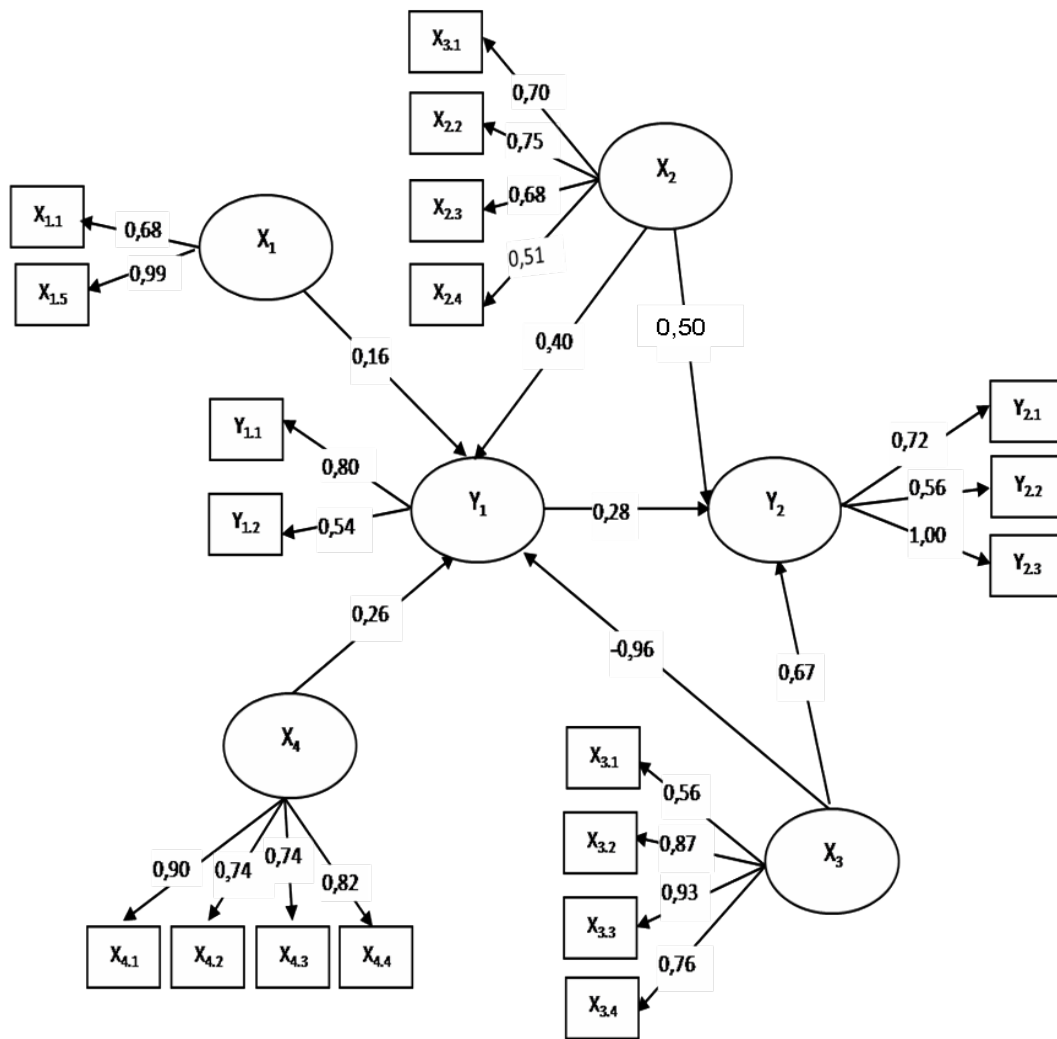 X3.1
0,70
X2.2
0,75
X2
X2.3
0,68
X1.1
0,68
X1
0,51
X1.5
0,99
X2.4
0,50
0,40
0,16
Y1.1
Y2.1
0,72
0,80
Y1
Y2
0,56
Y2.2
Y1.2
0,54
0,28
1,00
Y2.3
0,26
-0,96
0,67
X4
X3.1
0,56
X3.2
0,87
X3
0,90
0,74
0,74
0,82
0,93
X3.3
X4.1
X4.2
X4.3
X4.4
0,76
X3.4